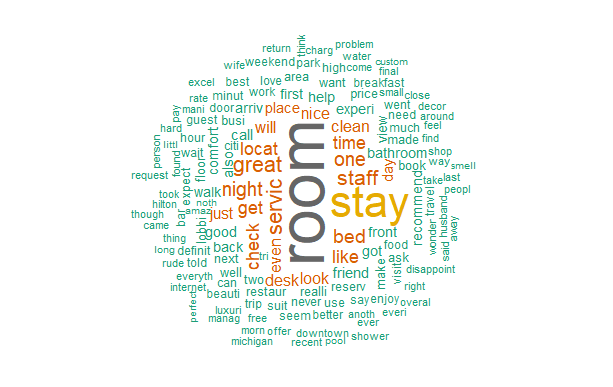 return
think
charg
problem
wife
weekend
park
high
come
water
custom
final
excel
best
love
area
want
breakfast
rate
minut
work
first
help
price
small
close
mani
door
arriv
place
nice
experi
went
decor
pay
guest
busi
will
clean
view
need
around
hard
hour
call
citi
locat
time
much
feel
person
littl
wait
also
great
room
one
day
made
find
found
floor
comfort
bathroom
shop
request
expect
night
staff
book
way
smell
took
walk
servic
stay
recommend
take
last
hilton
noth
just
get
travel
peopl
though
bar
amaz
lobbi
wonder
husband
said
away
came
good
check
even
bed
front
thing
back
like
got
food
long
definit
next
tri
friend
make
ask
disappoint
rude
told
well
desk
look
visit
everyth
can
two
restaur
realli
reserv
right
internet
beauti
trip
suit
never
use
say
enjoy
overal
perfect
luxuri
manag
free
seem
better
anoth
everi
morn
offer
downtown
ever
michigan
recent
pool
shower